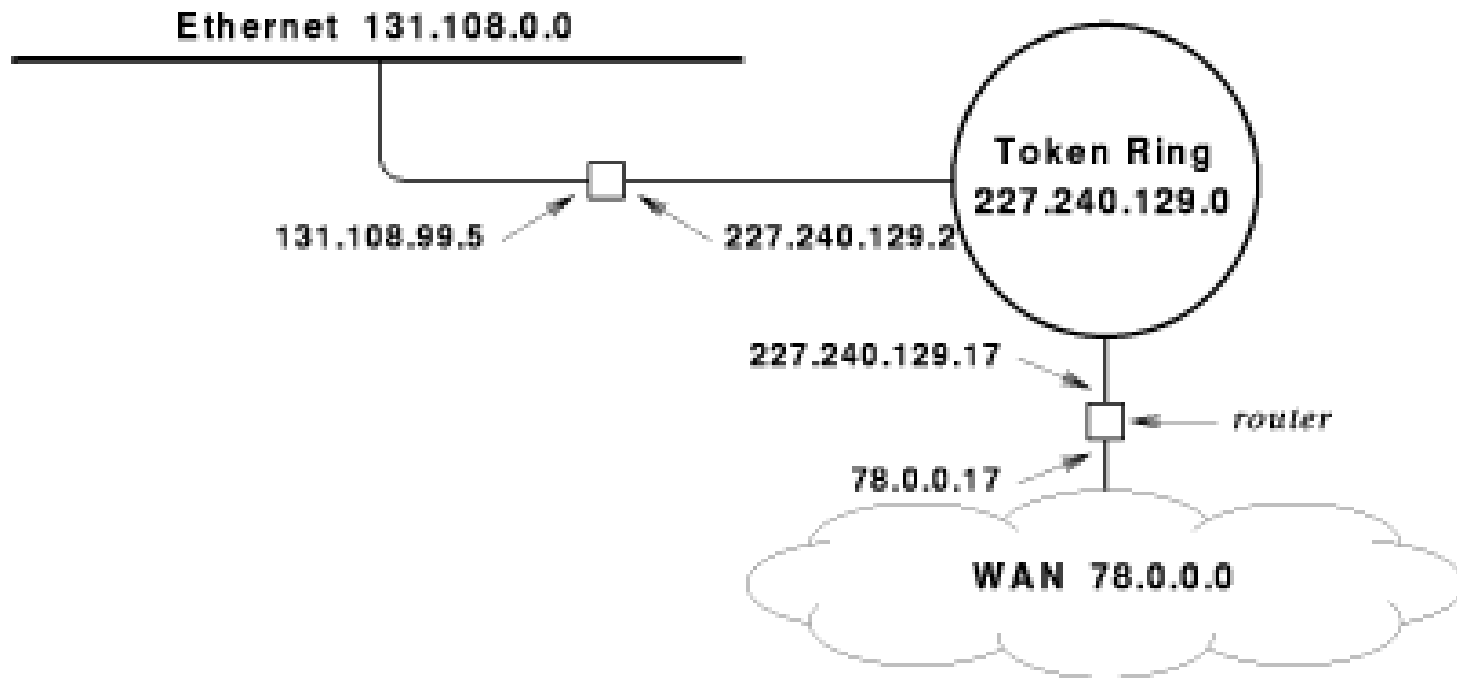 Ethernet 131.108.0.0
Token Ring
227.240.129.0
131.108.99.5
227.240.129.2
227.240.129.17
router
78.0.0.17
WAN 78.0.0.0